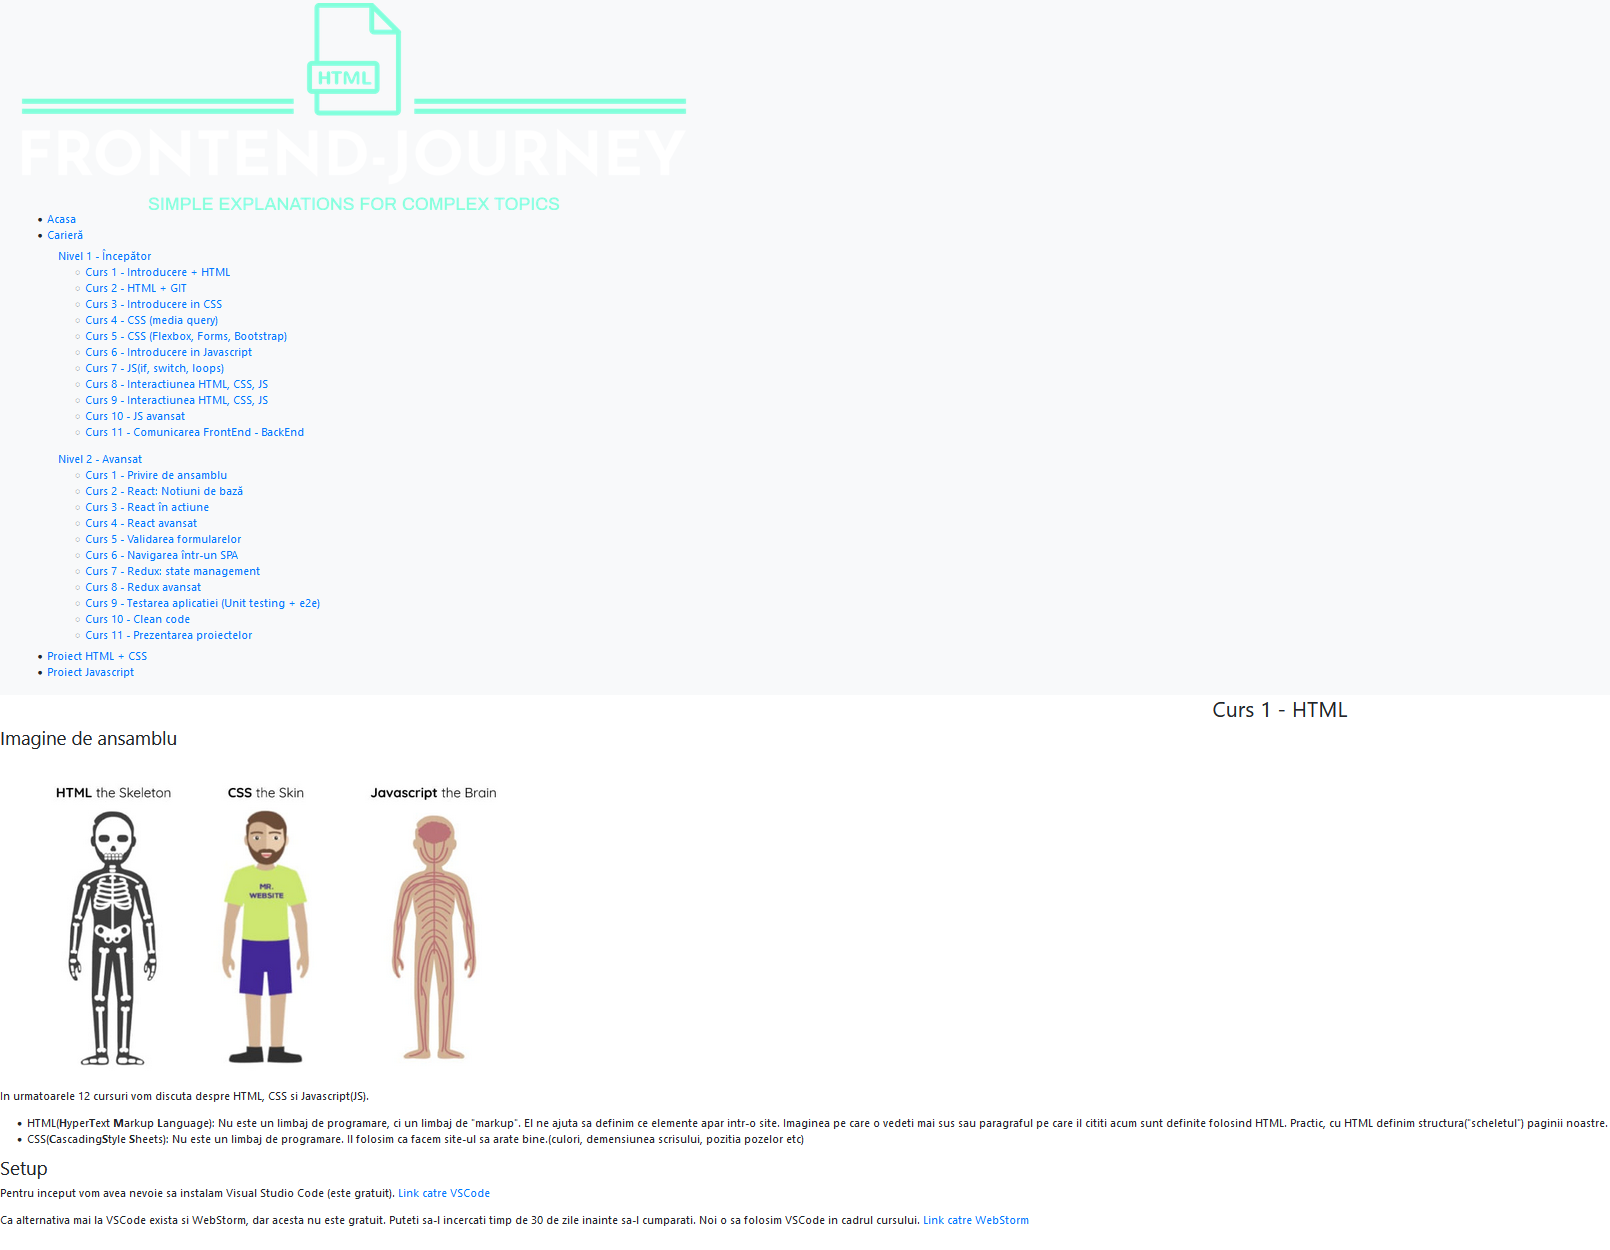 HTML
FRONTEND-JOURNEY
SIMPLE EXPLANATIONS FOR COMPLEX TOPICS
Acasa
Carieră
Nivel 1 - Începător
Curs 1 - Introducere + HTML
Curs 2 - HTML + GIT
Curs 3 - Introducere in CSS
Curs 4 - CSS (media query)
Curs 5 - CSS (Flexbox, Forms, Bootstrap)
Curs 6 - Introducere in Javascript
Curs 7 - JS(if, switch, loops)
Curs 8 - Interactiunea HTML, CSS, JS
Curs 9 - Interactiunea HTML, CSS, JS
Curs 10 - JS avansat
Curs 11 - Comunicarea FrontEnd - BackEnd
Nivel 2 - Avansat
Curs 1 - Privire de ansamblu
Curs 2 - React: Notiuni de bază
Curs 3 - React în actiune
Curs 4 - React avansat
Curs 5 - Validarea formularelor
Curs 6 - Navigarea într-un SPA
Curs 7 - Redux: state management
Curs 8 - Redux avansat
Curs 9 - Testarea aplicatiei (Unit testing + e2e)
Curs 10 - Clean code
Curs 11 - Prezentarea proiectelor
Proiect HTML + CSS
Proiect Javascript
Curs 1 - HTML
Imagine de ansamblu
HTML the Skeleton
CSS the Skin
Javascript the Brain
MR.
WEBSITE
In urmatoarele 12 cursuri vom discuta despre HTML, CSS si Javascript(JS).
HTML(HyperText Markup Language): Nu este un limbaj de programare, ci un limbaj de "markup". El ne ajuta sa definim ce elemente apar intr-o site. Imaginea pe care o vedeti mai sus sau paragraful pe care il cititi acum sunt definite folosind HTML. Practic, cu HTML definim structura("scheletul") paginii noastre.
CSS(CascadingStyle Sheets): Nu este un limbaj de programare. Il folosim ca facem site-ul sa arate bine.(culori, demensiunea scrisului, pozitia pozelor etc)
Setup
Pentru inceput vom avea nevoie sa instalam Visual Studio Code (este gratuit). Link catre VSCode
Ca alternativa mai la VSCode exista si WebStorm, dar acesta nu este gratuit. Puteti sa-l incercati timp de 30 de zile inainte sa-l cumparati. Noi o sa folosim VSCode in cadrul cursului. Link catre WebStorm